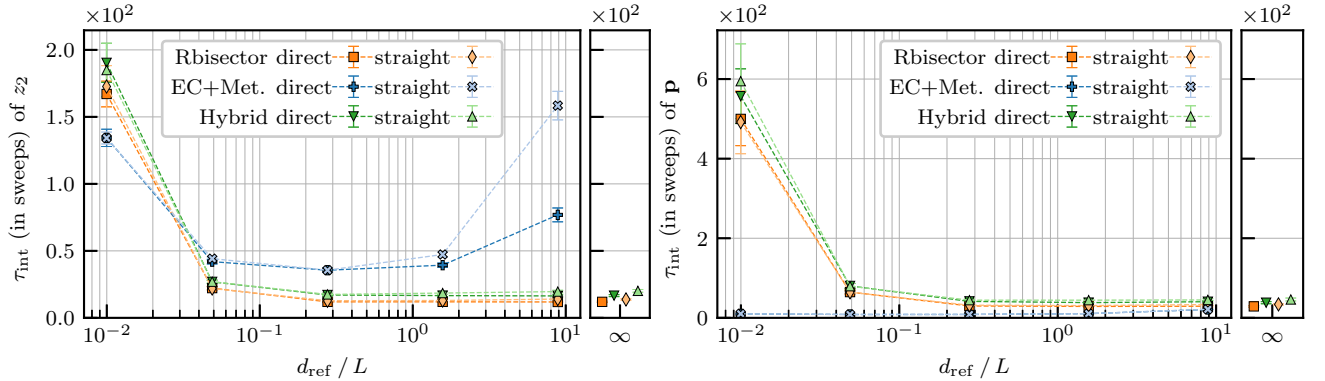 ×10²
×10²
2.0
1.5
1.0
0.5
0.0
τint (in sweeps) of z₂
Rbisector direct straight
EC+Met. direct straight
Hybrid direct straight
10⁻² 10⁻¹ 10⁰ 10¹
∞
dref / L
×10²
×10²
6
4
2
0
τint (in sweeps) of p
Rbisector direct straight
EC+Met. direct straight
Hybrid direct straight
10⁻² 10⁻¹ 10⁰ 10¹
∞
dref / L